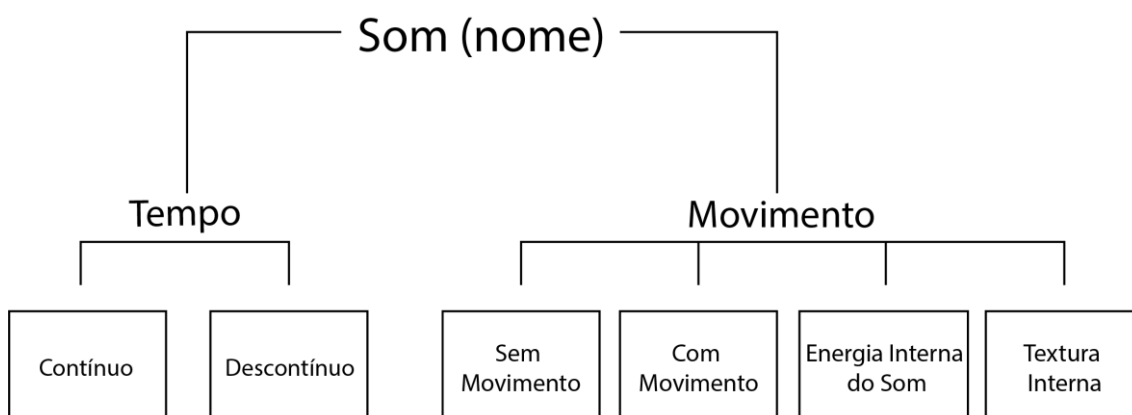 Som (nome)
Tempo
Movimento
Contínuo
Descontínuo
Sem
Movimento
Com
Movimento
Energia Interna
do Som
Textura
Interna